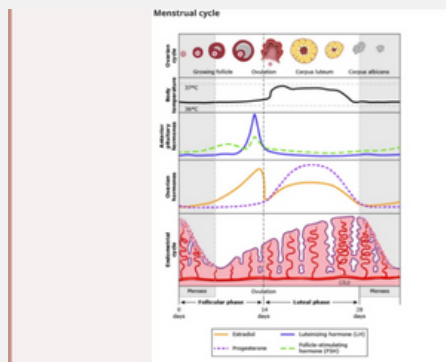 Menstrual cycle
Ovarian cycle
Growing follicle Ovulation Corpus luteum Corpus albicans
Body temperature
37°C
36°C
Anterior pituitary hormones
Ovarian hormones
Endometrial cycle
Menses Ovulation Menses
Follicular phase Luteal phase
0 days 14 days 28 days
Estradiol Luteinizing hormone (LH)
Progesterone Follicle-stimulating hormone (FSH)